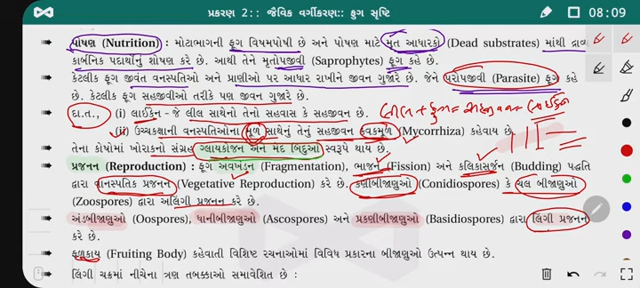 પ્રકરણ 2:: જૈવિક વર્ગીકરણ:: ફુગ સૃષ્ટિ
08:09
પોષણ (Nutrition) : મોટાભાગની ફૂગ વિષમપોષી છે અને પોષણ માટે મૃત આધારકો (Dead substrates) માંથી દ્રાવ્ય
કાર્બનિક પદાર્થોનું શોષણ કરે છે. આથી તેને મૃતોપજીવી (Saprophytes) ફૂગ કહે છે.
કેટલીક ફૂગ જીવંત વનસ્પતિઓ અને પ્રાણીઓ પર આધાર રાખીને જીવન ગુજારે છે. જેને પરોપજીવી (Parasite) ફૂગ કહે
છે. કેટલીક ફૂગ સહજીવીઓ તરીકે પણ જીવન ગુજારે છે.
દા.ત., (i) લાઈકેન - જે લીલ સાથેનો તેનો સહવાસ કે સહજીવન છે.
(ii) ઉચ્ચકક્ષાની વનસ્પતિઓના મૂળ સાથેનું તેનું સહજીવન કવકમૂળ (Mycorrhiza) કહેવાય છે.
તેના કોષોમાં ખોરાકનો સંગ્રહ ગ્લાયકોજન અને મેદ બિંદુઓ સ્વરૂપે થાય છે.
પ્રજનન (Reproduction) : ફૂગ અવખંડન (Fragmentation), ભાજન (Fission) અને કલિકાસર્જન (Budding) પદ્ધતિ
દ્વારા વાનસ્પતિક પ્રજનન (Vegetative Reproduction) કરે છે. કણીબીજાણુઓ (Conidiospores) કે ચલ બીજાણુઓ
(Zoospores) દ્વારા અલિંગી પ્રજનન કરે છે.
અંડબીજાણુઓ (Oospores), ધાનીબીજાણુઓ (Ascospores) અને પ્રકણીબીજાણુઓ (Basidiospores) દ્વારા લિંગી પ્રજનન
કરે છે.
ફળકાય (Fruiting Body) કહેવાતી વિશિષ્ટ રચનાઓમાં વિવિધ પ્રકારના બીજાણુઓ ઉત્પન્ન થાય છે.
લિંગી ચક્રમાં નીચેના ત્રણ તબક્કાઓ સમાવેશીત છે :